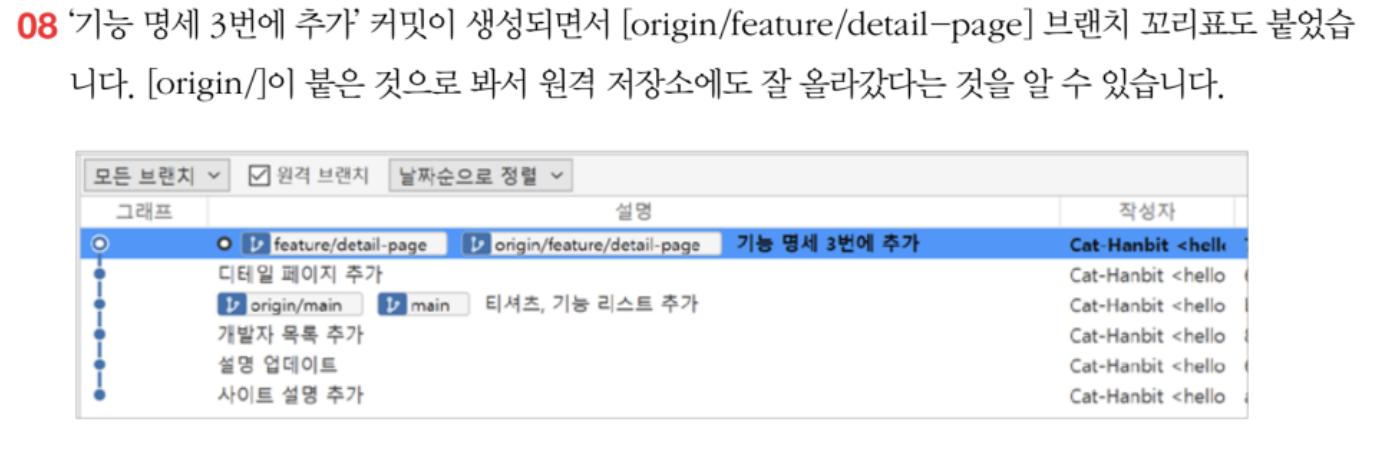 08 ‘기능 명세 3번에 추가’ 커밋이 생성되면서 [origin/feature/detail-page] 브랜치 꼬리표도 붙었습
니다. [origin/]이 붙은 것으로 봐서 원격 저장소에도 잘 올라갔다는 것을 알 수 있습니다.
모든 브랜치 원격 브랜치 날짜순으로 정렬
그래프 설명 작성자
feature/detail-page origin/feature/detail-page 기능 명세 3번에 추가 Cat-Hanbit <hello
디테일 페이지 추가 Cat-Hanbit <hello
origin/main main 티셔츠, 기능 리스트 추가 Cat-Hanbit <hello
개발자 목록 추가 Cat-Hanbit <hello
설명 업데이트 Cat-Hanbit <hello
사이트 설명 추가 Cat-Hanbit <hello